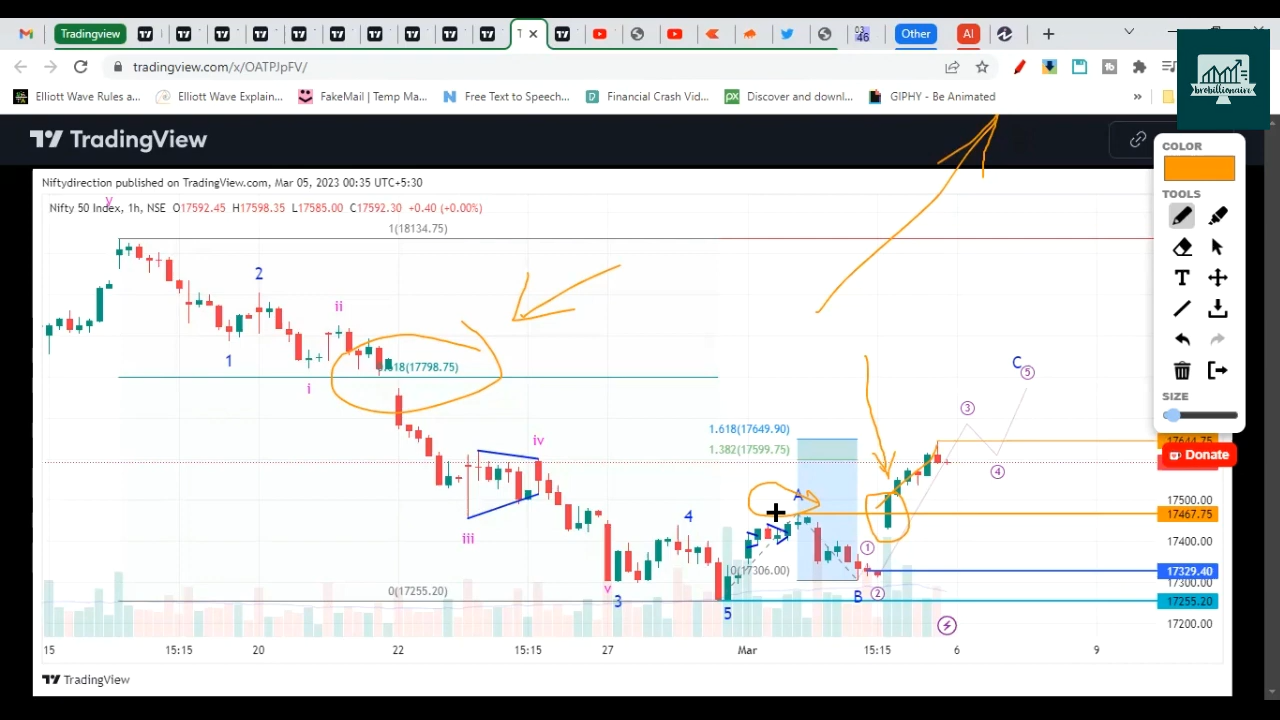 Tradingview
Other
AI
03
46
tradingview.com/x/OATPJpFV/
Elliott Wave Rules a...
Elliott Wave Explain...
FakeMail | Temp Ma...
Free Text to Speech...
Financial Crash Vid...
Discover and downl...
GIPHY - Be Animated
»
brobillionaire
TradingView
COLOR
TOOLS
T
SIZE
Donate
Niftydirection published on TradingView.com, Mar 05, 2023 00:35 UTC+5:30
Nifty 50 Index, 1h, NSE O17592.45 H17598.35 L17585.00 C17592.30 +0.40 (+0.00%)
v
1(18134.75)
2
ii
1
i
0.618(17798.75)
C
5
3
iv
1.618(17649.90)
1.382(17599.75)
17644.75
4
A
17500.00
17467.75
4
iii
17400.00
1
0(17306.00)
17329.40
17300.00
v
3
0(17255.20)
5
B
2
17255.20
17200.00
15
15:15
20
22
15:15
27
Mar
15:15
6
9
TradingView